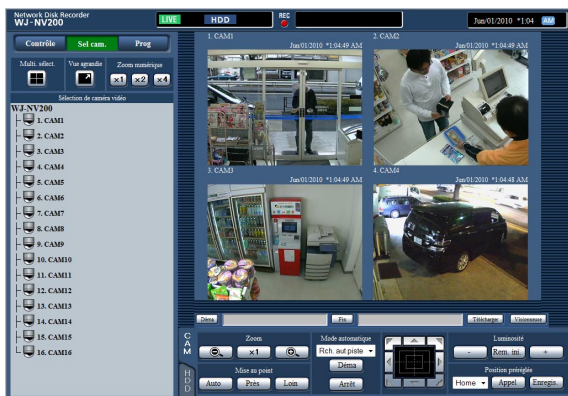 Network Disk Recorder
WJ-NV200
LIVE
HDD
REC
Jun/01/2010 *1:04 AM
Contrôle
Sel cam.
Prog
Multi. sélect.
Vue agrandie
Zoom numérique
×1 ×2 ×4
Sélection de caméra vidéo
WJ-NV200
1. CAM1
2. CAM2
3. CAM3
4. CAM4
5. CAM5
6. CAM6
7. CAM7
8. CAM8
9. CAM9
10. CAM10
11. CAM11
12. CAM12
13. CAM13
14. CAM14
15. CAM15
16. CAM16
1. CAM1
Jun/01/2010 *1:04:49 AM
2. CAM2
Jun/01/2010 *1:04:49 AM
3. CAM3
Jun/01/2010 *1:04:49 AM
4. CAM4
Jun/01/2010 *1:04:48 AM
Déma
Fin
Télécharger
Visionneuse
CAM
HDD
Zoom
×1
Mise au point
Auto
Près
Loin
Mode automatique
Rch. aut piste
Déma
Arrêt
Luminosité
-
Rem. ini.
+
Position préréglée
Home
Appel
Enregis.